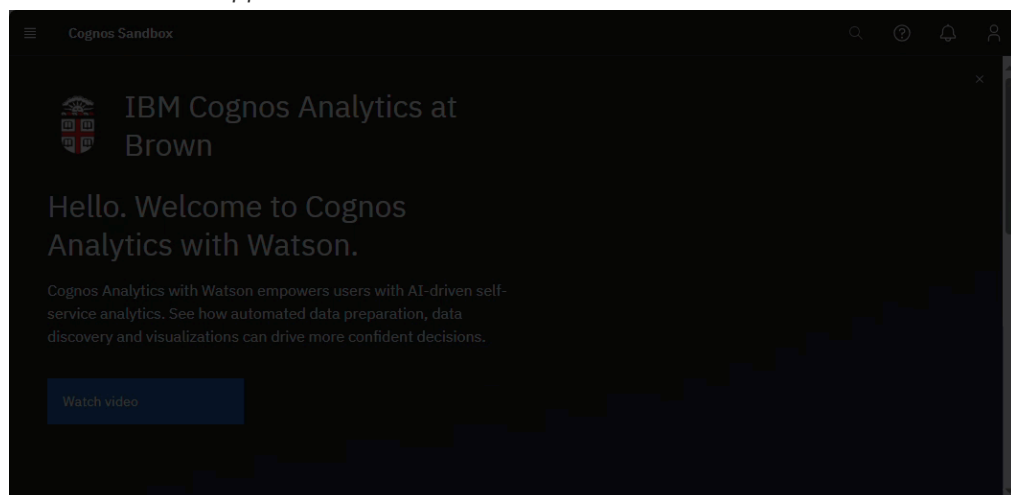 Cognos Sandbox
IBM Cognos Analytics at
Brown
Hello. Welcome to Cognos
Analytics with Watson.
Cognos Analytics with Watson empowers users with AI-driven self-
service analytics. See how automated data preparation, data
discovery and visualizations can drive more confident decisions.
Watch video